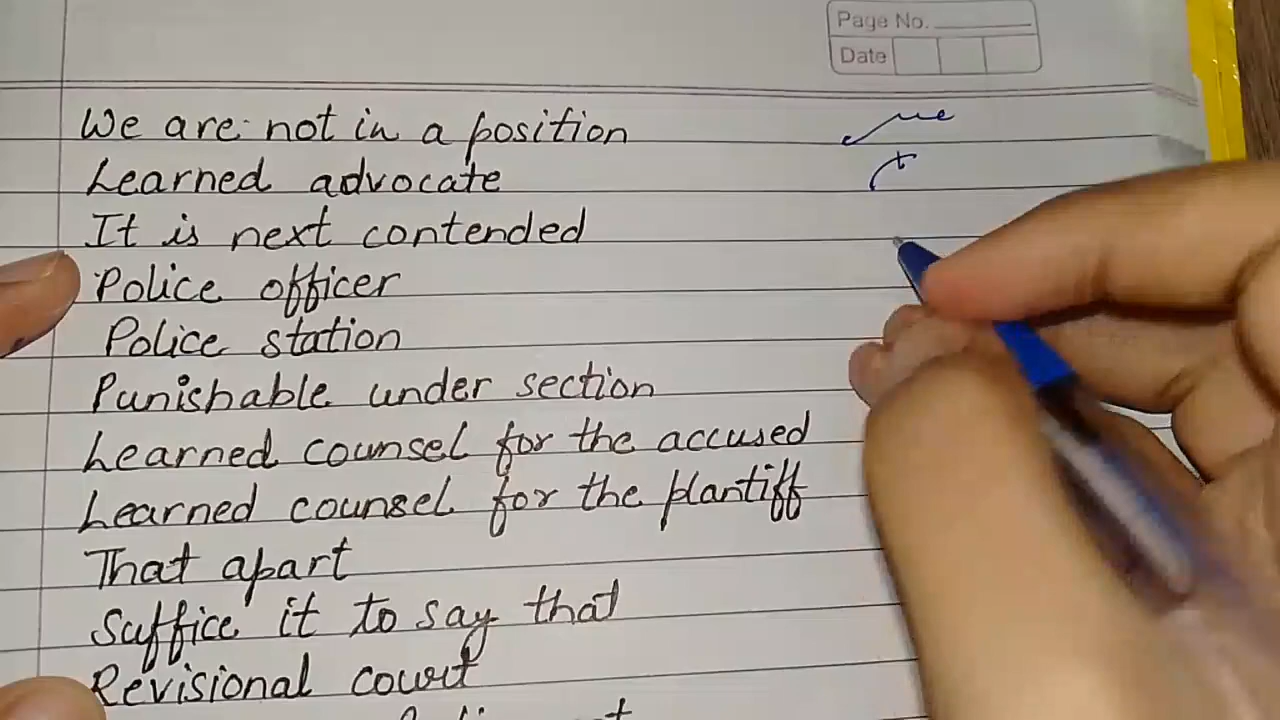 Page No.
Date
We are not in a position
Learned advocate
It is next contended
Police officer
Police station
Punishable under section
Learned counsel for the accused
Learned counsel for the plantiff
That apart
Suffice it to say that
Revisional court